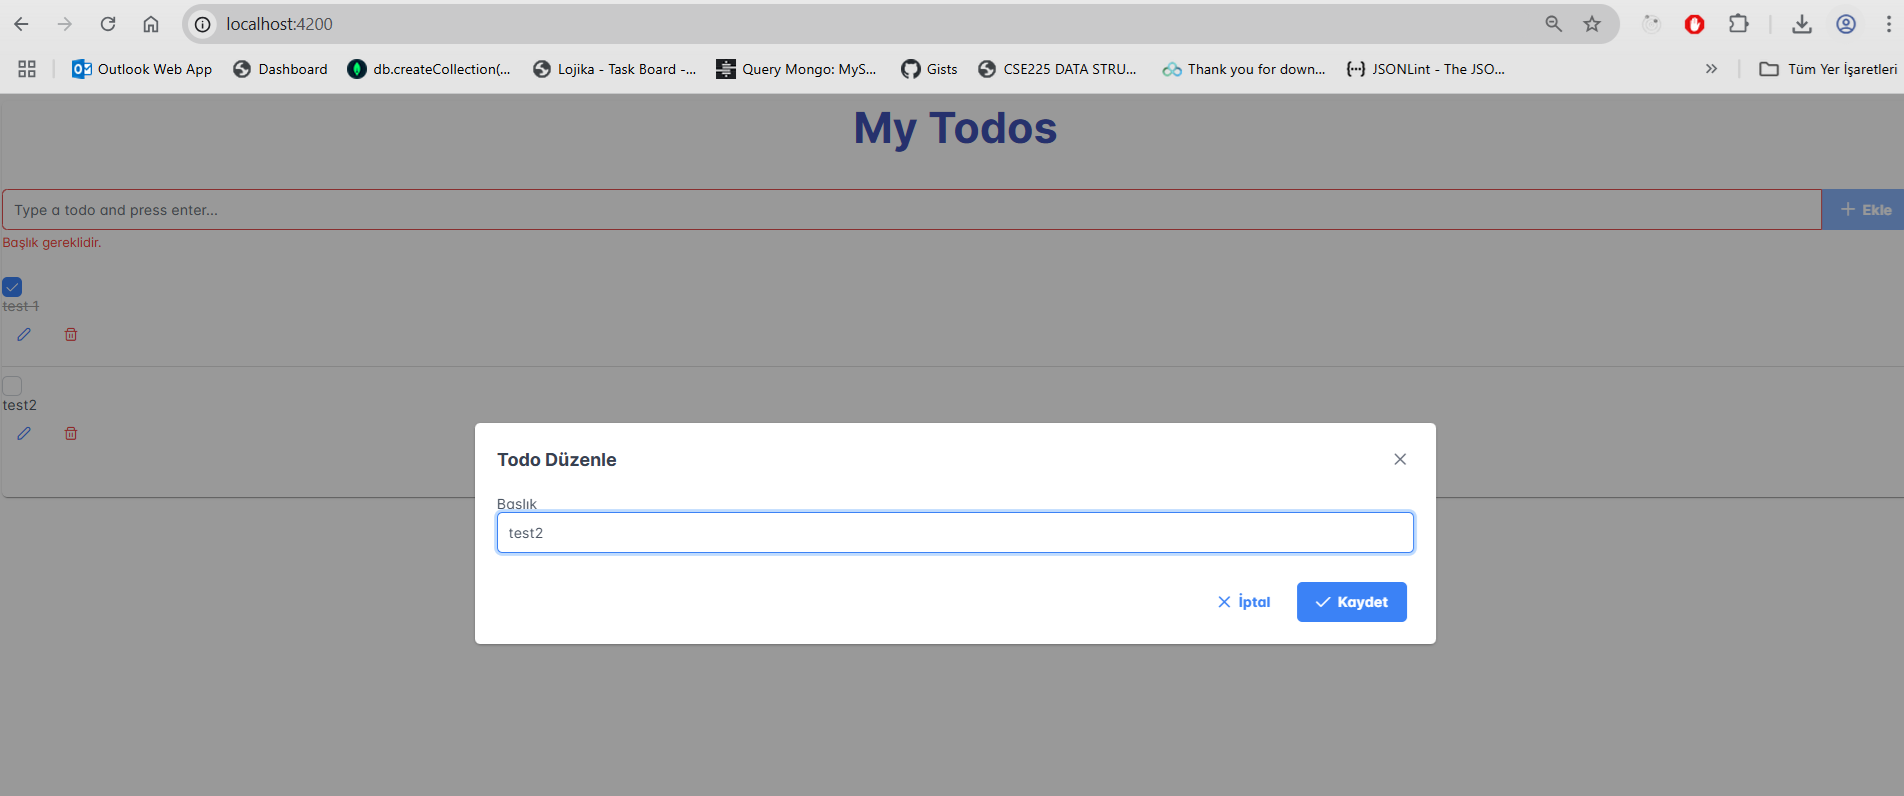 localhost:4200
Outlook Web App Dashboard db.createCollection(... Lojika - Task Board -... Query Mongo: MyS... Gists CSE225 DATA STRU... Thank you for down... JSONLint - The JSO... Tüm Yer İşaretleri
My Todos
Type a todo and press enter...
Ekle
Başlık gereklidir.
test 1
test2
Todo Düzenle
Başlık
test2
İptal
Kaydet